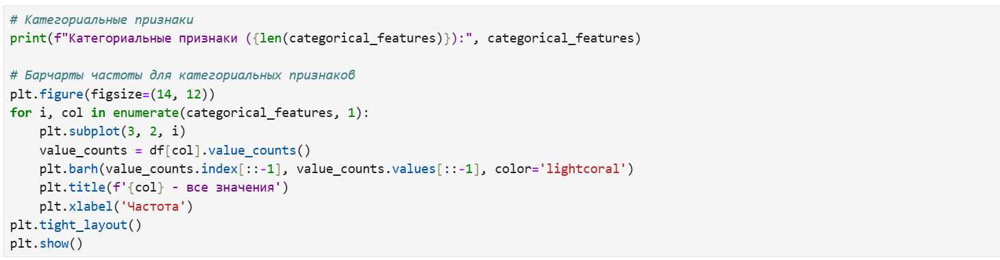 # Категориальные признаки
print(f"Категориальные признаки ({len(categorical_features)}):", categorical_features)

# Барчарты частоты для категориальных признаков
plt.figure(figsize=(14, 12))
for i, col in enumerate(categorical_features, 1):
    plt.subplot(3, 2, i)
    value_counts = df[col].value_counts()
    plt.barh(value_counts.index[::-1], value_counts.values[::-1], color='lightcoral')
    plt.title(f'{col} - все значения')
    plt.xlabel('Частота')
plt.tight_layout()
plt.show()